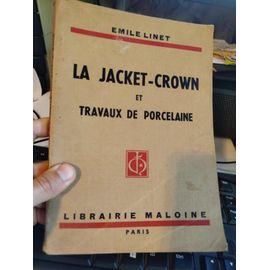 EMILE LINET
LA JACKET-CROWN
ET
TRAVAUX DE PORCELAINE
LIBRAIRIE MALOINE
PARIS